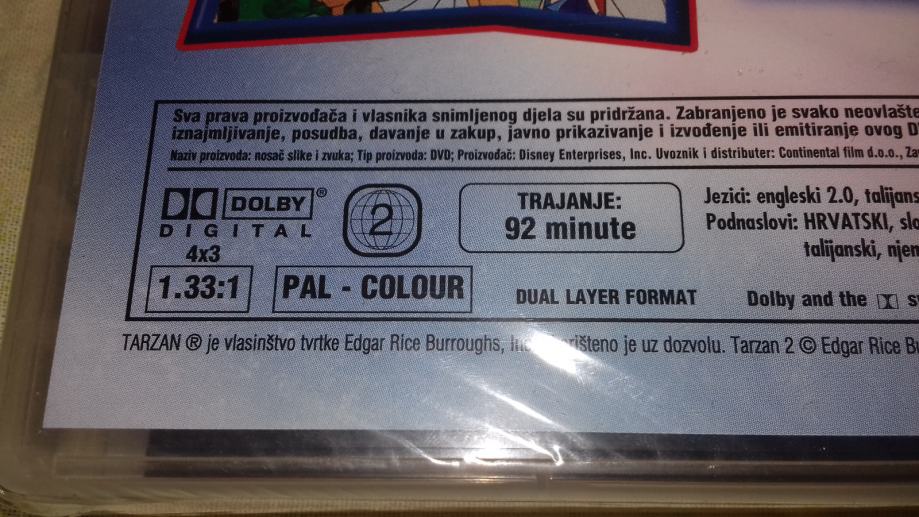 Sva prava proizvođača i vlasnika snimljenog djela su pridržana. Zabranjeno je svako
iznajmljivanje, posudba, davanje u zakup, javno prikazivanje i izvođenje ili emitiranje ovog
Naziv proizvoda: nosač slike i zvuka; Tip proizvoda: DVD; Proizvođač: Disney Enterprises, Inc. Uvoznik i distributer: Continental film d.o.o.,
DOLBY®
DIGITAL
2
TRAJANJE:
92 minute
Jezici: engleski 2.0,
Podnaslovi: HRVATSKI,
talijanski,
4x3
1.33:1
PAL - COLOUR
DUAL LAYER FORMAT
Dolby and the
TARZAN ® je vlasinštvo tvrtke Edgar Rice Burroughs, je uz dozvolu. Tarzan 2 © Edgar Rice